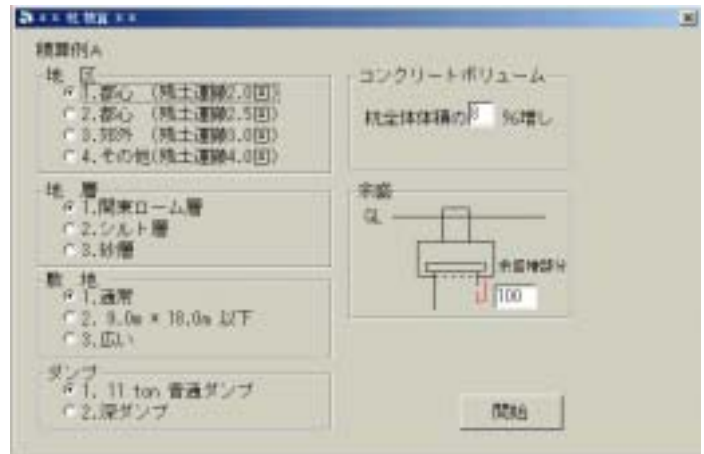 ** 杭積算 **
積算例A
地 区
1.都心 (残土運搬2.0回)
2.都心 (残土運搬2.5回)
3.郊外 (残土運搬3.0回)
4.その他(残土運搬4.0回)
地 層
1.関東ローム層
2.シルト層
3.砂層
敷 地
1.通常
2. 9.0m * 18.0m 以下
3.広い
ダンプ
1. 11 ton 普通ダンプ
2.深ダンプ
コンクリートボリューム
杭全体体積の 8 %増し
余盛
GL
余盛
部分
100
開始